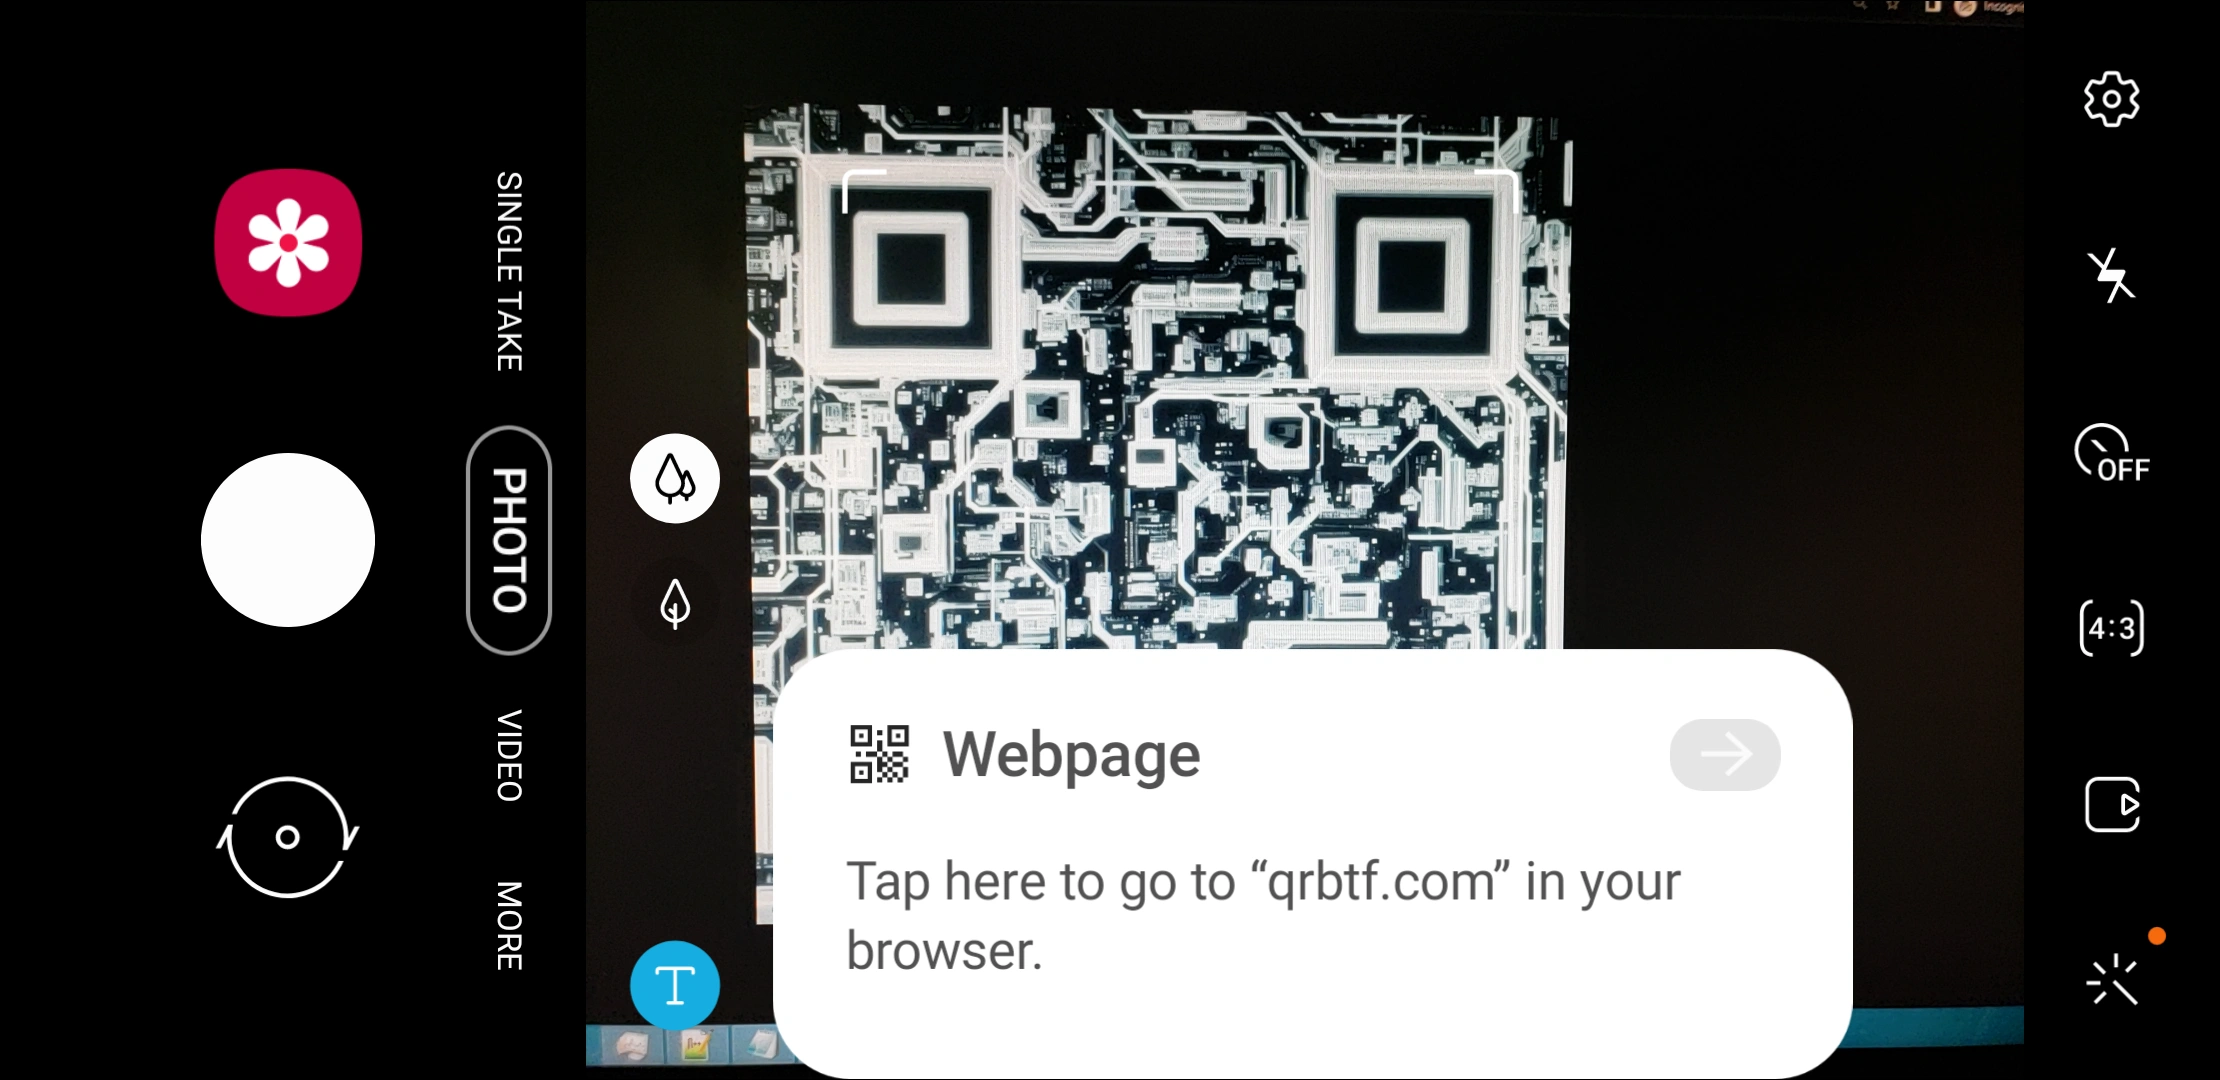 Incogni
SINGLE TAKE
PHOTO
VIDEO
MORE
T
OFF
4:3
Webpage
Tap here to go to “qrbtf.com” in your
browser.